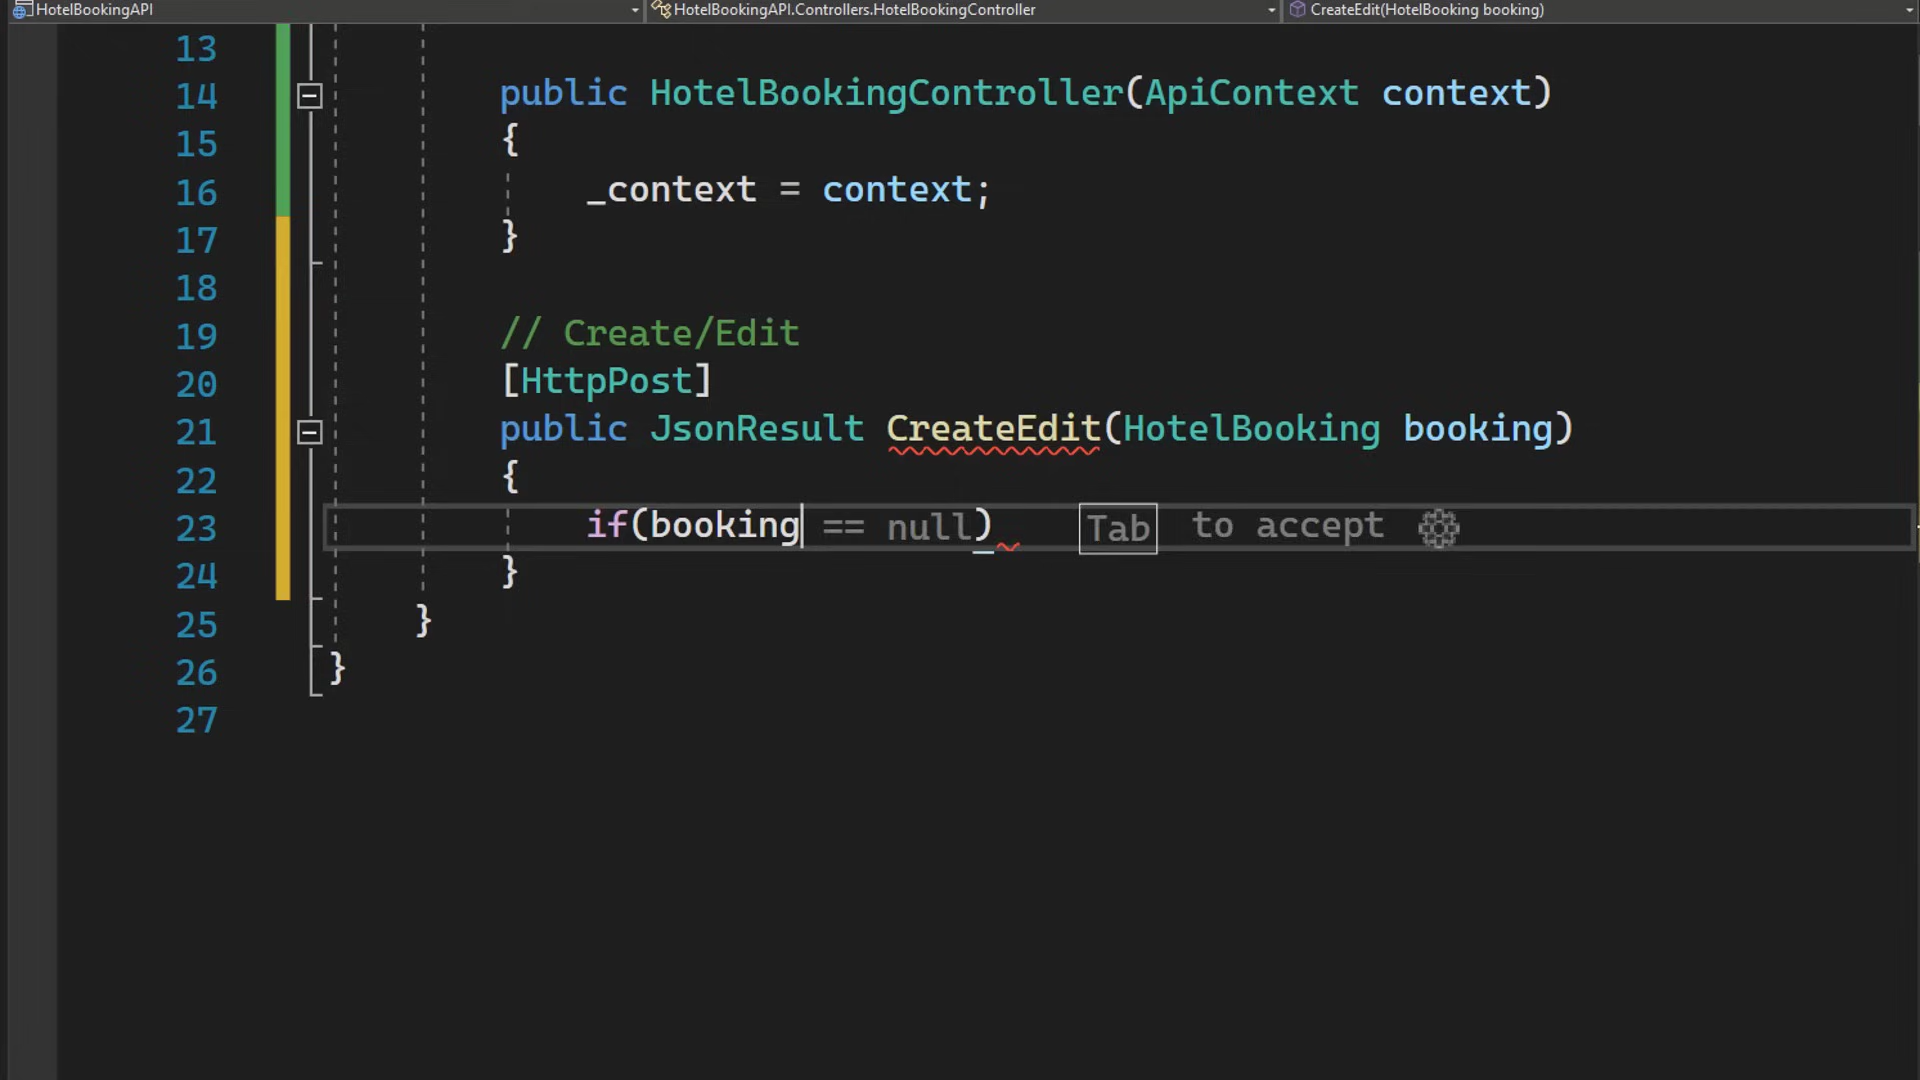 HotelBookingAPI HotelBookingAPI.Controllers.HotelBookingController CreateEdit(HotelBooking booking)
13
14 public HotelBookingController(ApiContext context)
15 {
16 _context = context;
17 }
18
19 // Create/Edit
20 [HttpPost]
21 public JsonResult CreateEdit(HotelBooking booking)
22 {
23 if(booking == null) Tab to accept
24 }
25 }
26 }
27